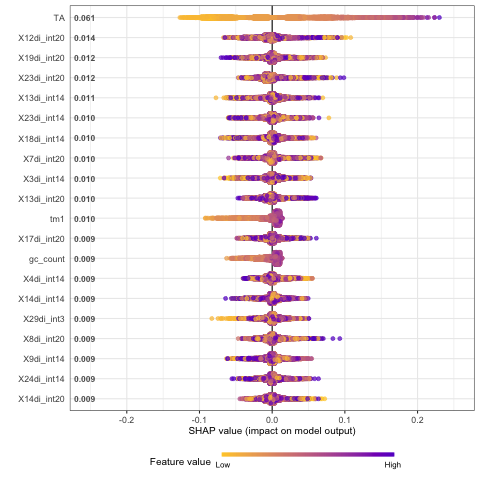 TA 0.061
X12di_int20 0.014
X19di_int20 0.012
X23di_int20 0.012
X13di_int14 0.011
X23di_int14 0.010
X18di_int14 0.010
X7di_int20 0.010
X3di_int14 0.010
X13di_int20 0.010
tm1 0.010
X17di_int20 0.009
gc_count 0.009
X4di_int14 0.009
X14di_int14 0.009
X29di_int3 0.009
X8di_int20 0.009
X9di_int14 0.009
X24di_int14 0.009
X14di_int20 0.009
-0.2 -0.1 0.0 0.1 0.2
SHAP value (impact on model output)
Feature value Low High